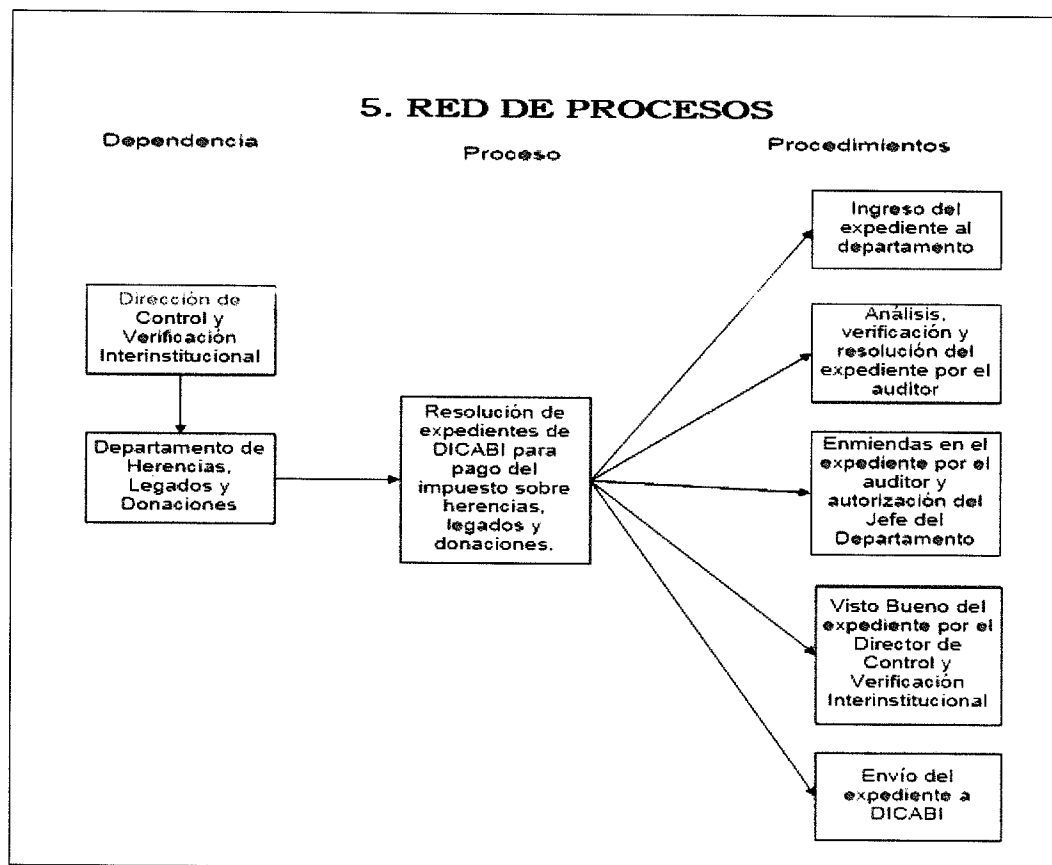 5. RED DE PROCESOS
Dependencia
Proceso
Procedimientos
Dirección de
Control y
Verificación
Interinstitucional
Departamento de
Herencias,
Legados y
Donaciones
Resolución de
expedientes de
DICABI para
pago del
impuesto sobre
herencias,
legados y
donaciones.
Ingreso del
expediente al
departamento
Análisis,
verificación y
resolución del
expediente por el
auditor
Enmiendas en el
expediente por el
auditor y
autorización del
Jefe del
Departamento
Visto Bueno del
expediente por el
Director de
Control y
Verificación
Interinstitucional
Envío del
expediente a
DICABI